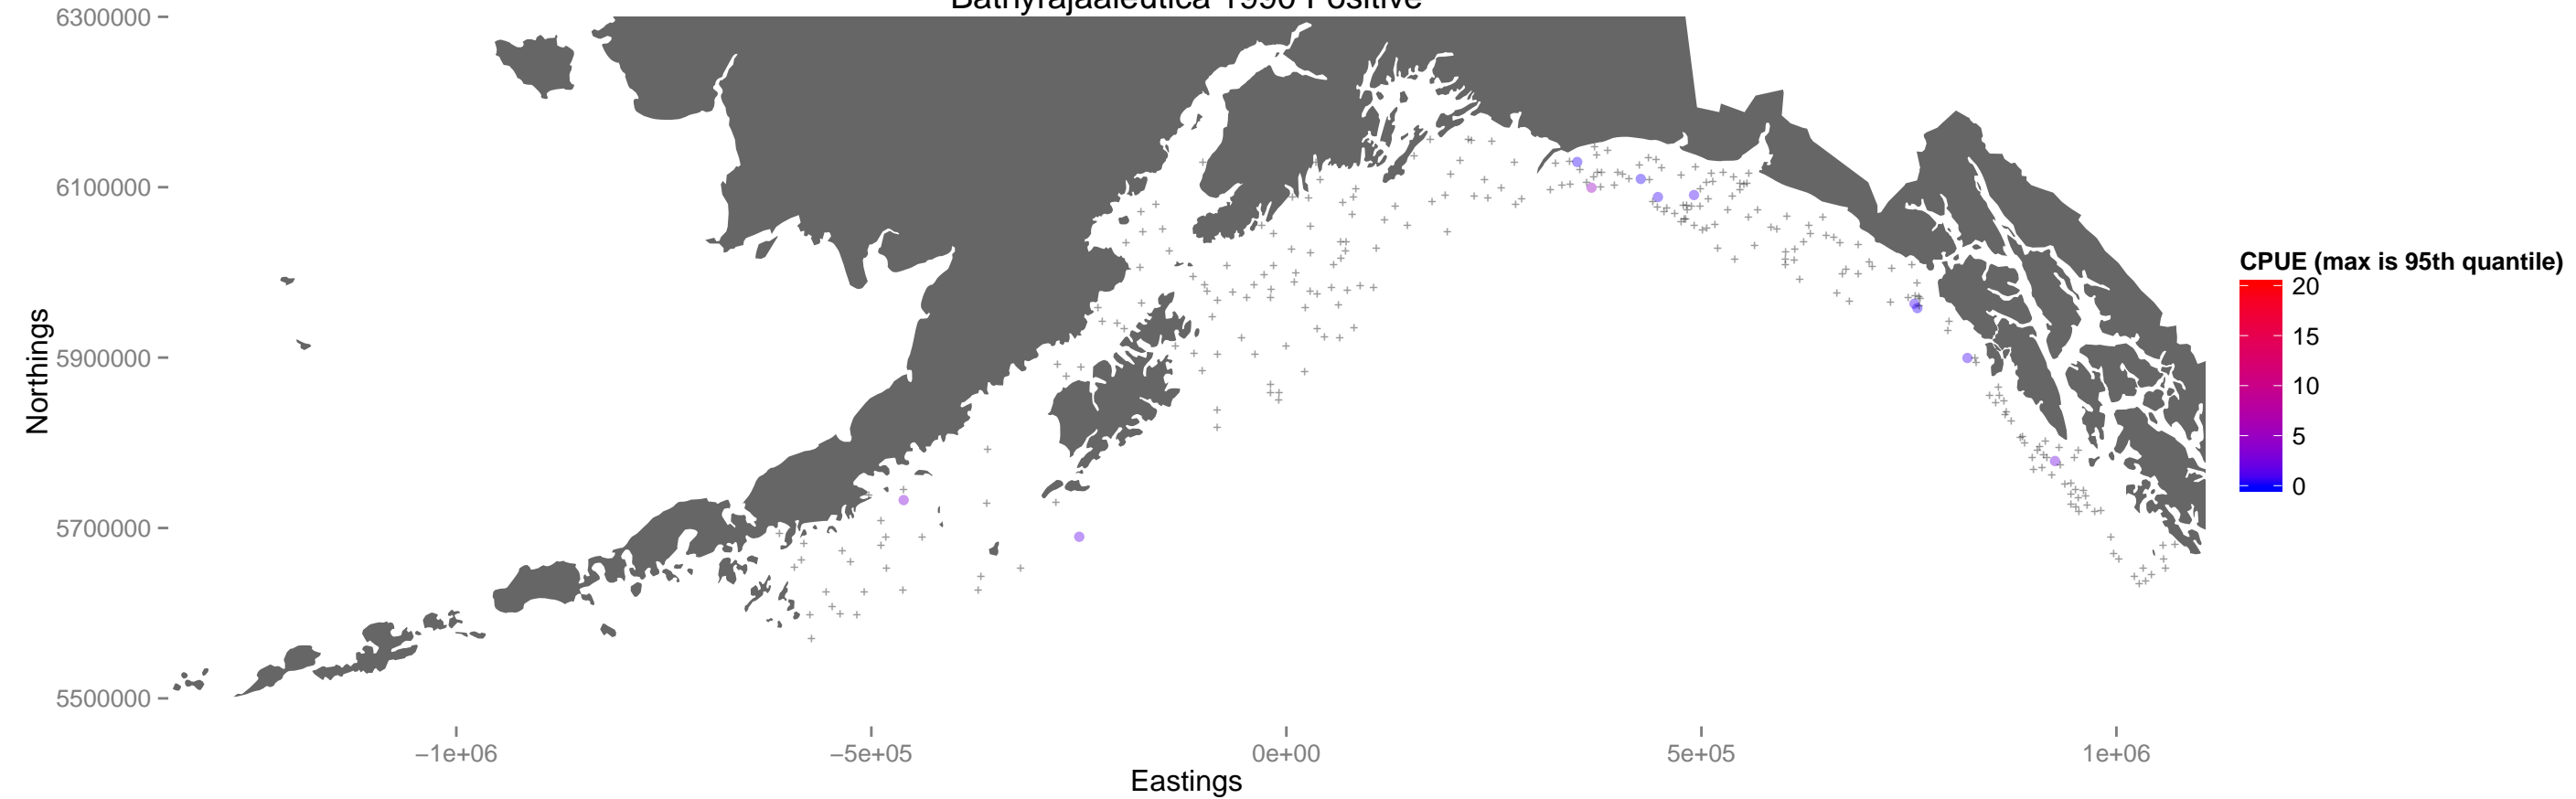 Bathyrajaaleutica 1990 Positive
6300000
6100000
5900000
5700000
5500000
Northings
−1e+06
−5e+05
0e+00
5e+05
1e+06
Eastings
CPUE (max is 95th quantile)
20
15
10
5
0